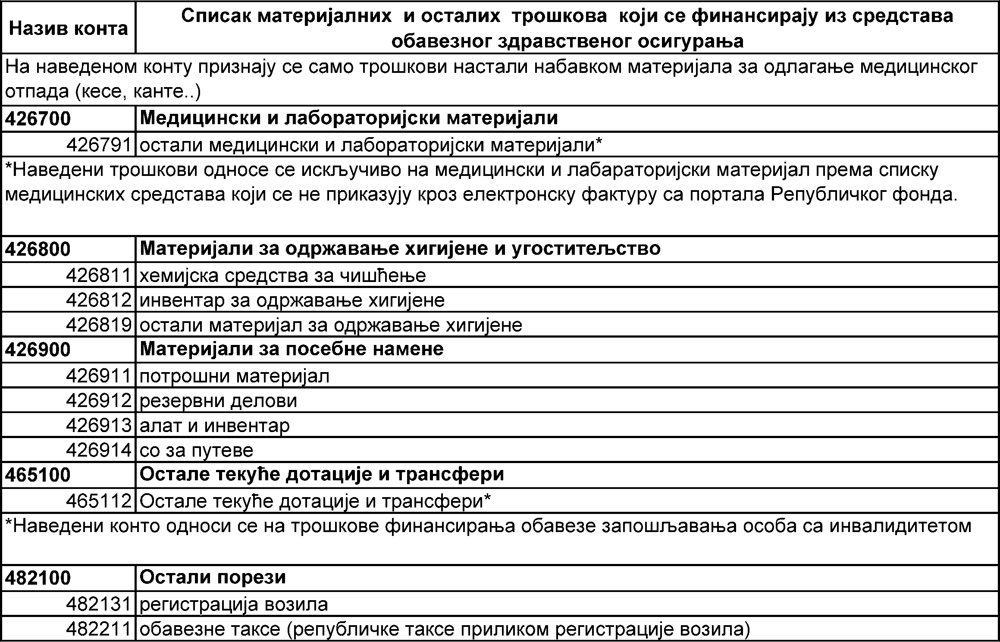 Назив конта
Списак материјалних  и осталих  трошкова  који се финансирају из средстава
обавезног здравственог осигурања
На наведеном конту признају се само трошкови настали набавком материјала за одлагање медицинског
отпада (кесе, канте..)
426700 Медицински и лабораторијски материјали
426791 остали медицински и лабораторијски материјали*
*Наведени трошкови односе се искључиво на медицински и лабараторијски материјал према списку
медицинских средстава који се не приказују кроз електронску фактуру са портала Републичког фонда.
426800 Материјали за одржавање хигијене и угоститељство
426811 хемијска средства за чишћење
426812 инвентар за одржавање хигијене
426819 остали материјал за одржавање хигијене
426900 Материјали за посебне намене
426911 потрошни материјал
426912 резервни делови
426913 алат и инвентар
426914 со за путеве
465100 Остале текуће дотације и трансфери
465112 Остале текуће дотације и трансфери*
*Наведени конто односи се на трошкове финансирања обавезе запошљавања особа са инвалидитетом
482100 Остали порези
482131 регистрација возила
482211 обавезне таксе (републичке таксе приликом регистрације возила)